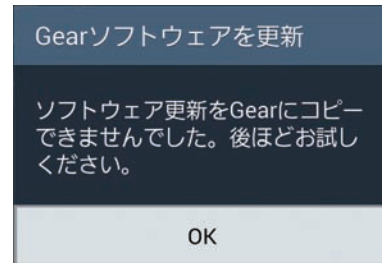 Gearソフトウェアを更新
ソフトウェア更新をGearにコピー
できませんでした。後ほどお試し
ください。
OK